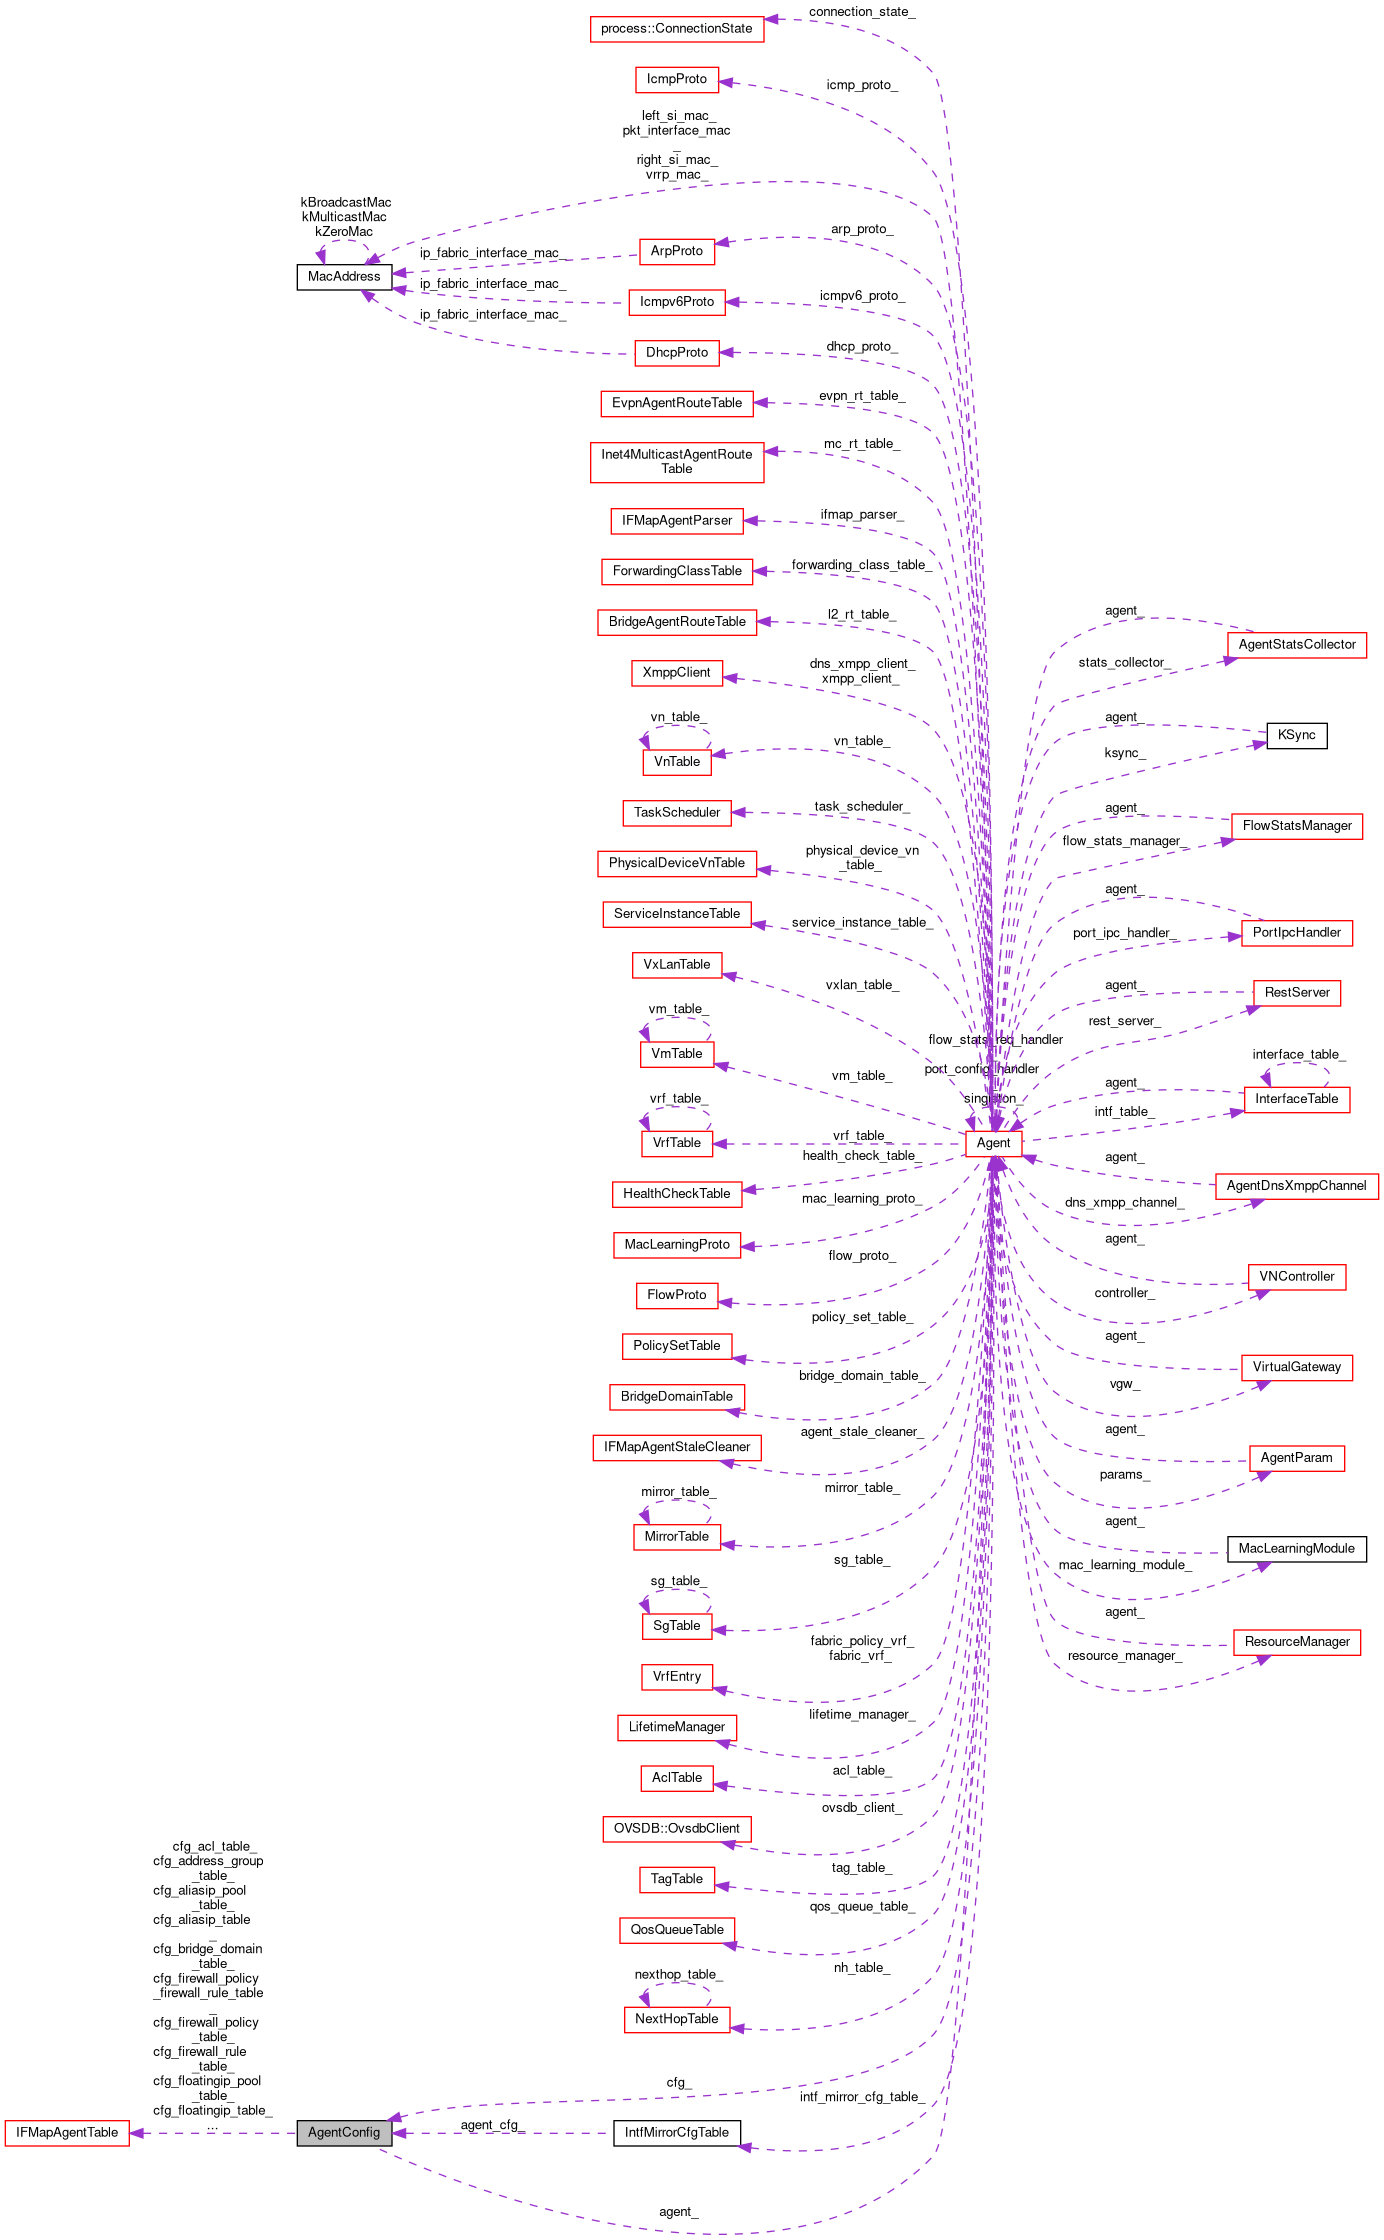 connection_state_
process::ConnectionState
icmp_proto_
IcmpProto
left_si_mac_
pkt_interface_mac
_
right_si_mac_
vrrp_mac_
kBroadcastMac
kMulticastMac
kZeroMac
MacAddress
arp_proto_
ArpProto
ip_fabric_interface_mac_
icmpv6_proto_
Icmpv6Proto
ip_fabric_interface_mac_
dhcp_proto_
DhcpProto
ip_fabric_interface_mac_
evpn_rt_table_
EvpnAgentRouteTable
mc_rt_table_
Inet4MulticastAgentRoute
Table
ifmap_parser_
IFMapAgentParser
forwarding_class_table_
ForwardingClassTable
l2_rt_table_
BridgeAgentRouteTable
dns_xmpp_client_
xmpp_client_
XmppClient
vn_table_
VnTable
vn_table_
task_scheduler_
TaskScheduler
physical_device_vn
_table_
PhysicalDeviceVnTable
service_instance_table_
ServiceInstanceTable
vxlan_table_
VxLanTable
vm_table_
VmTable
vm_table_
vrf_table_
VrfTable
vrf_table_
health_check_table_
HealthCheckTable
mac_learning_proto_
MacLearningProto
flow_proto_
FlowProto
policy_set_table_
PolicySetTable
bridge_domain_table_
BridgeDomainTable
agent_stale_cleaner_
IFMapAgentStaleCleaner
mirror_table_
MirrorTable
mirror_table_
sg_table_
SgTable
sg_table_
fabric_policy_vrf_
fabric_vrf_
VrfEntry
lifetime_manager_
LifetimeManager
acl_table_
AclTable
ovsdb_client_
OVSDB::OvsdbClient
tag_table_
TagTable
qos_queue_table_
QosQueueTable
nh_table_
nexthop_table_
NextHopTable
cfg_
intf_mirror_cfg_table_
IntfMirrorCfgTable
agent_cfg_
AgentConfig
agent_
cfg_acl_table_
cfg_address_group
_table_
cfg_aliasip_pool
_table_
cfg_aliasip_table
_
cfg_bridge_domain
_table_
cfg_firewall_policy
_firewall_rule_table
_
cfg_firewall_policy
_table_
cfg_firewall_rule
_table_
cfg_floatingip_pool
_table_
cfg_floatingip_table_
...
IFMapAgentTable
flow_stats_req_handler
_
port_config_handler
_
singleton_
Agent
agent_
stats_collector_
AgentStatsCollector
agent_
ksync_
KSync
agent_
flow_stats_manager_
FlowStatsManager
agent_
port_ipc_handler_
PortIpcHandler
agent_
rest_server_
RestServer
interface_table_
agent_
intf_table_
InterfaceTable
agent_
dns_xmpp_channel_
AgentDnsXmppChannel
agent_
controller_
VNController
agent_
vgw_
VirtualGateway
agent_
params_
AgentParam
agent_
mac_learning_module_
MacLearningModule
agent_
resource_manager_
ResourceManager